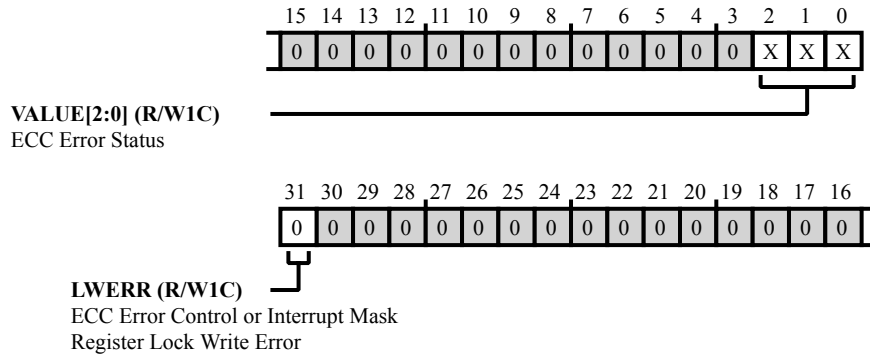 15 14 13 12 11 10 9 8 7 6 5 4 3 2 1 0
0 0 0 0 0 0 0 0 0 0 0 0 0 X X X
VALUE[2:0] (R/W1C)
ECC Error Status
31 30 29 28 27 26 25 24 23 22 21 20 19 18 17 16
0 0 0 0 0 0 0 0 0 0 0 0 0 0 0 0
LWERR (R/W1C)
ECC Error Control or Interrupt Mask
Register Lock Write Error